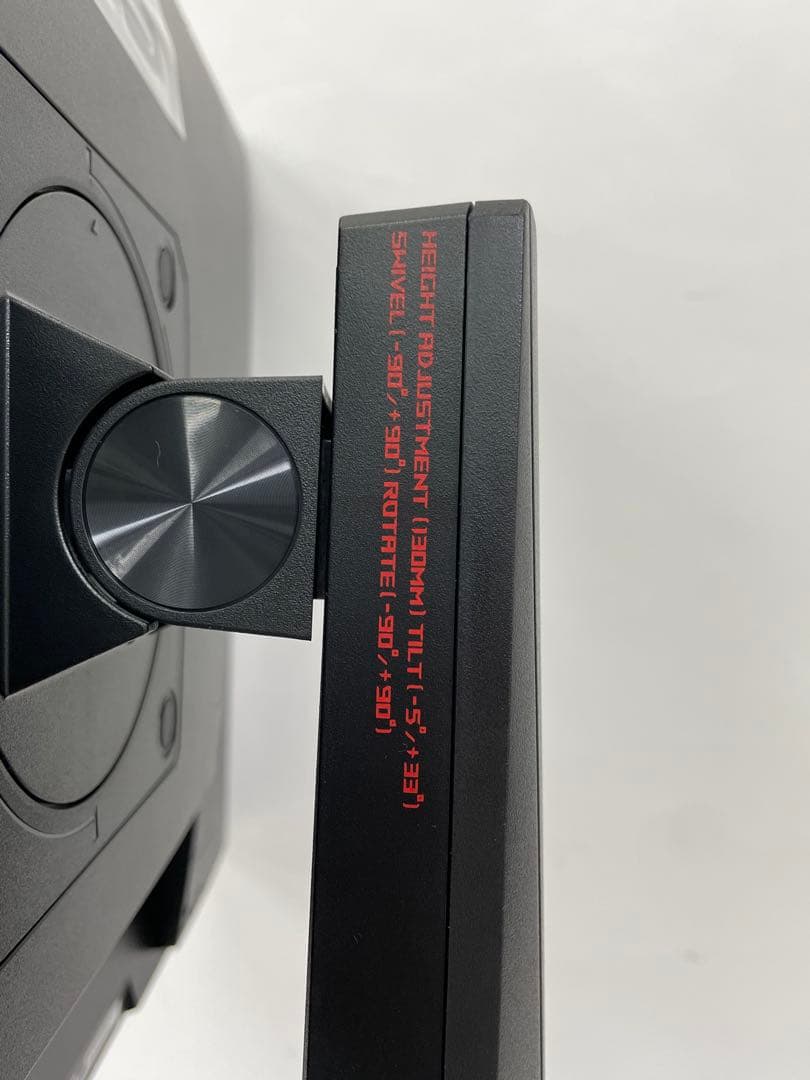 HEIGHT ADJUSTMENT (130MM) TILT (-5°/+33°)
SWIVEL (-90°/+90°) ROTATE (-90°/+90°)